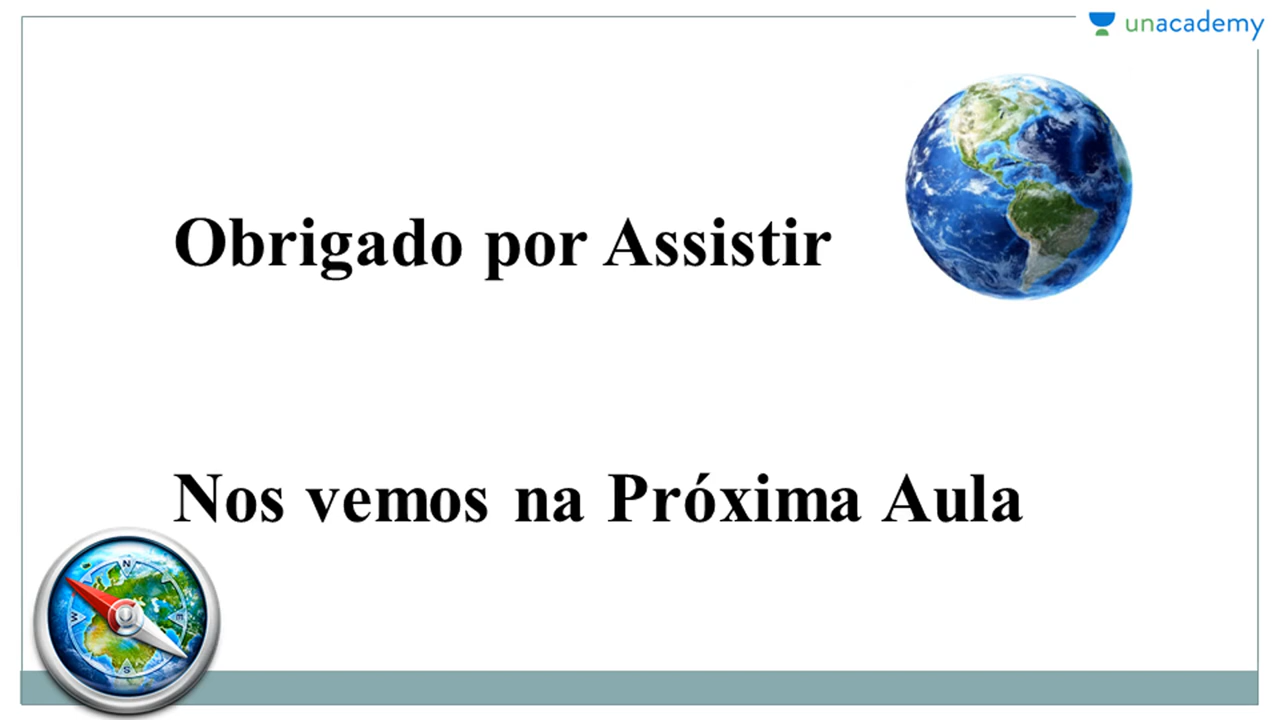 unacademy
Obrigado por Assistir
Nos vemos na Próxima Aula
N
W
E
S